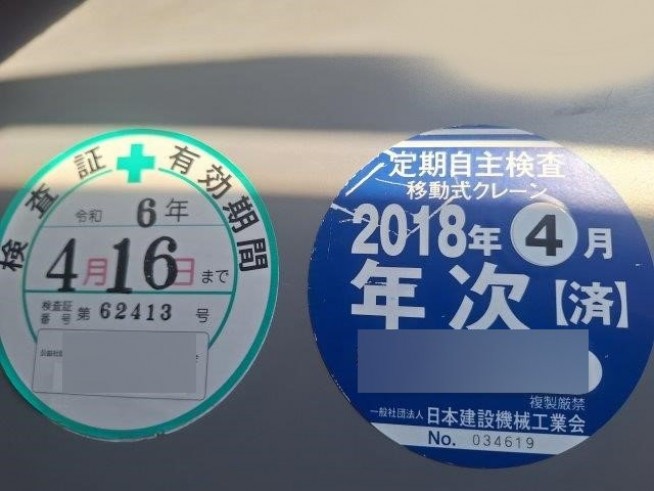 検査証 + 有効期間
令和 6年
4月16日まで
検査証番号 第 62413 号
定期自主検査
移動式クレーン
2018年 4月
年次【済】
複製厳禁
一般社団法人 日本建設機械工業会
No. 034619